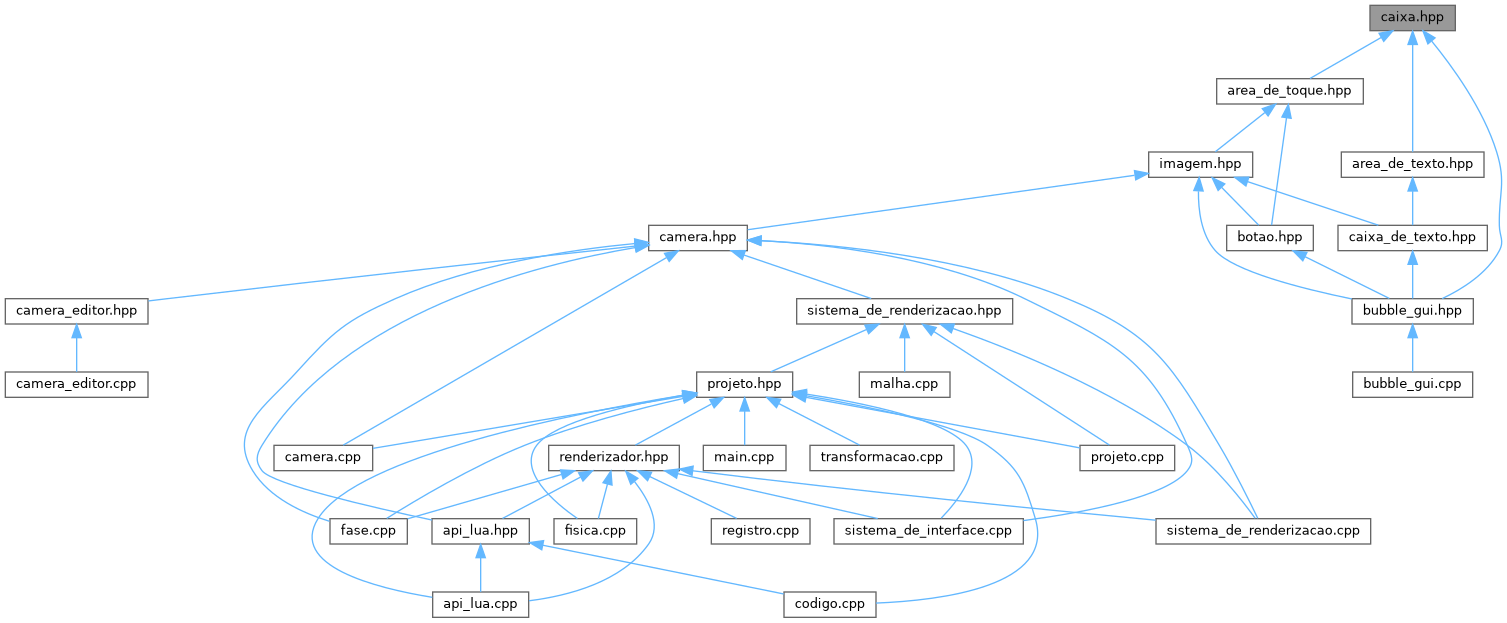 caixa.hpp
area_de_toque.hpp
imagem.hpp
area_de_texto.hpp
camera.hpp
botao.hpp
caixa_de_texto.hpp
camera_editor.hpp
sistema_de_renderizacao.hpp
bubble_gui.hpp
camera_editor.cpp
projeto.hpp
malha.cpp
bubble_gui.cpp
camera.cpp
renderizador.hpp
main.cpp
transformacao.cpp
projeto.cpp
fase.cpp
api_lua.hpp
fisica.cpp
registro.cpp
sistema_de_interface.cpp
sistema_de_renderizacao.cpp
api_lua.cpp
codigo.cpp